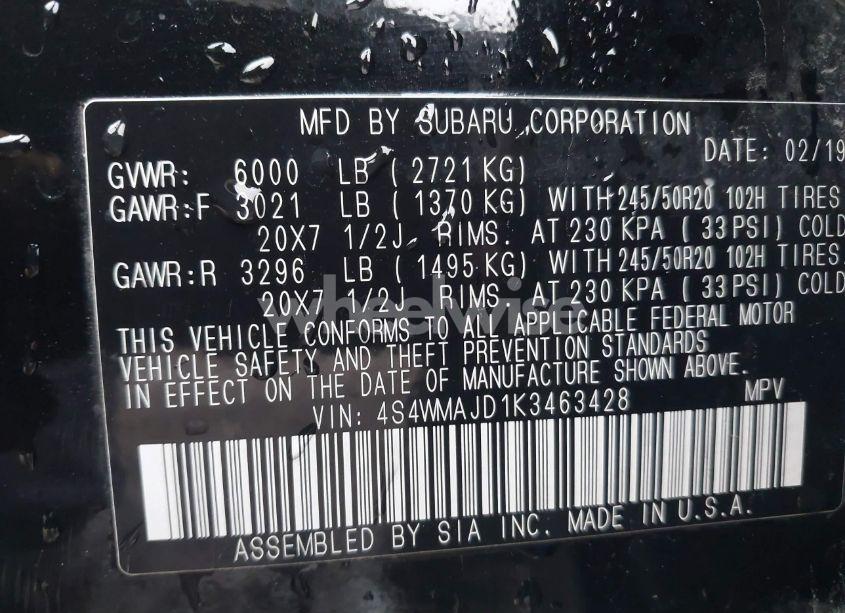 MFD BY SUBARU CORPORATION
DATE: 02/19
GVWR: 6000 LB ( 2721 KG)
GAWR:F 3021 LB ( 1370 KG) WITH 245/50R20 102H TIRES
20X7 1/2J RIMS. AT 230 KPA ( 33 PSI) COLD
GAWR:R 3296 LB ( 1495 KG) WITH 245/50R20 102H TIRES
20X7 1/2J RIMS. AT 230 KPA ( 33 PSI) COLD
THIS VEHICLE CONFORMS TO ALL APPLICABLE FEDERAL MOTOR
VEHICLE SAFETY AND THEFT PREVENTION STANDARDS
IN EFFECT ON THE DATE OF MANUFACTURE SHOWN ABOVE.
VIN: 4S4WMAJD1K3463428 MPV
ASSEMBLED BY SIA INC. MADE IN U.S.A.
wheelwise